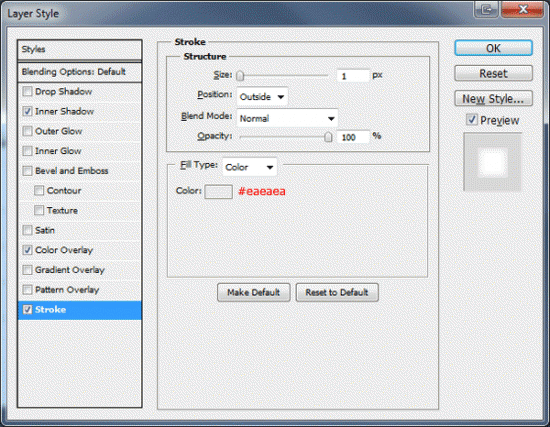 Layer Style
Styles
Blending Options: Default
Drop Shadow
Inner Shadow
Outer Glow
Inner Glow
Bevel and Emboss
Contour
Texture
Satin
Color Overlay
Gradient Overlay
Pattern Overlay
Stroke
Stroke
Structure
Size: 1 px
Position: Outside
Blend Mode: Normal
Opacity: 100 %
Fill Type: Color
Color: #eaeaea
Make Default Reset to Default
OK
Reset
New Style...
Preview